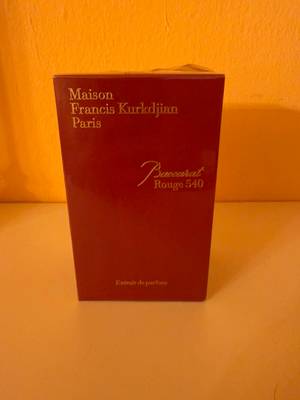 Maison
Francis Kurkdjian
Paris
Baccarat
Rouge 540
Extrait de parfum